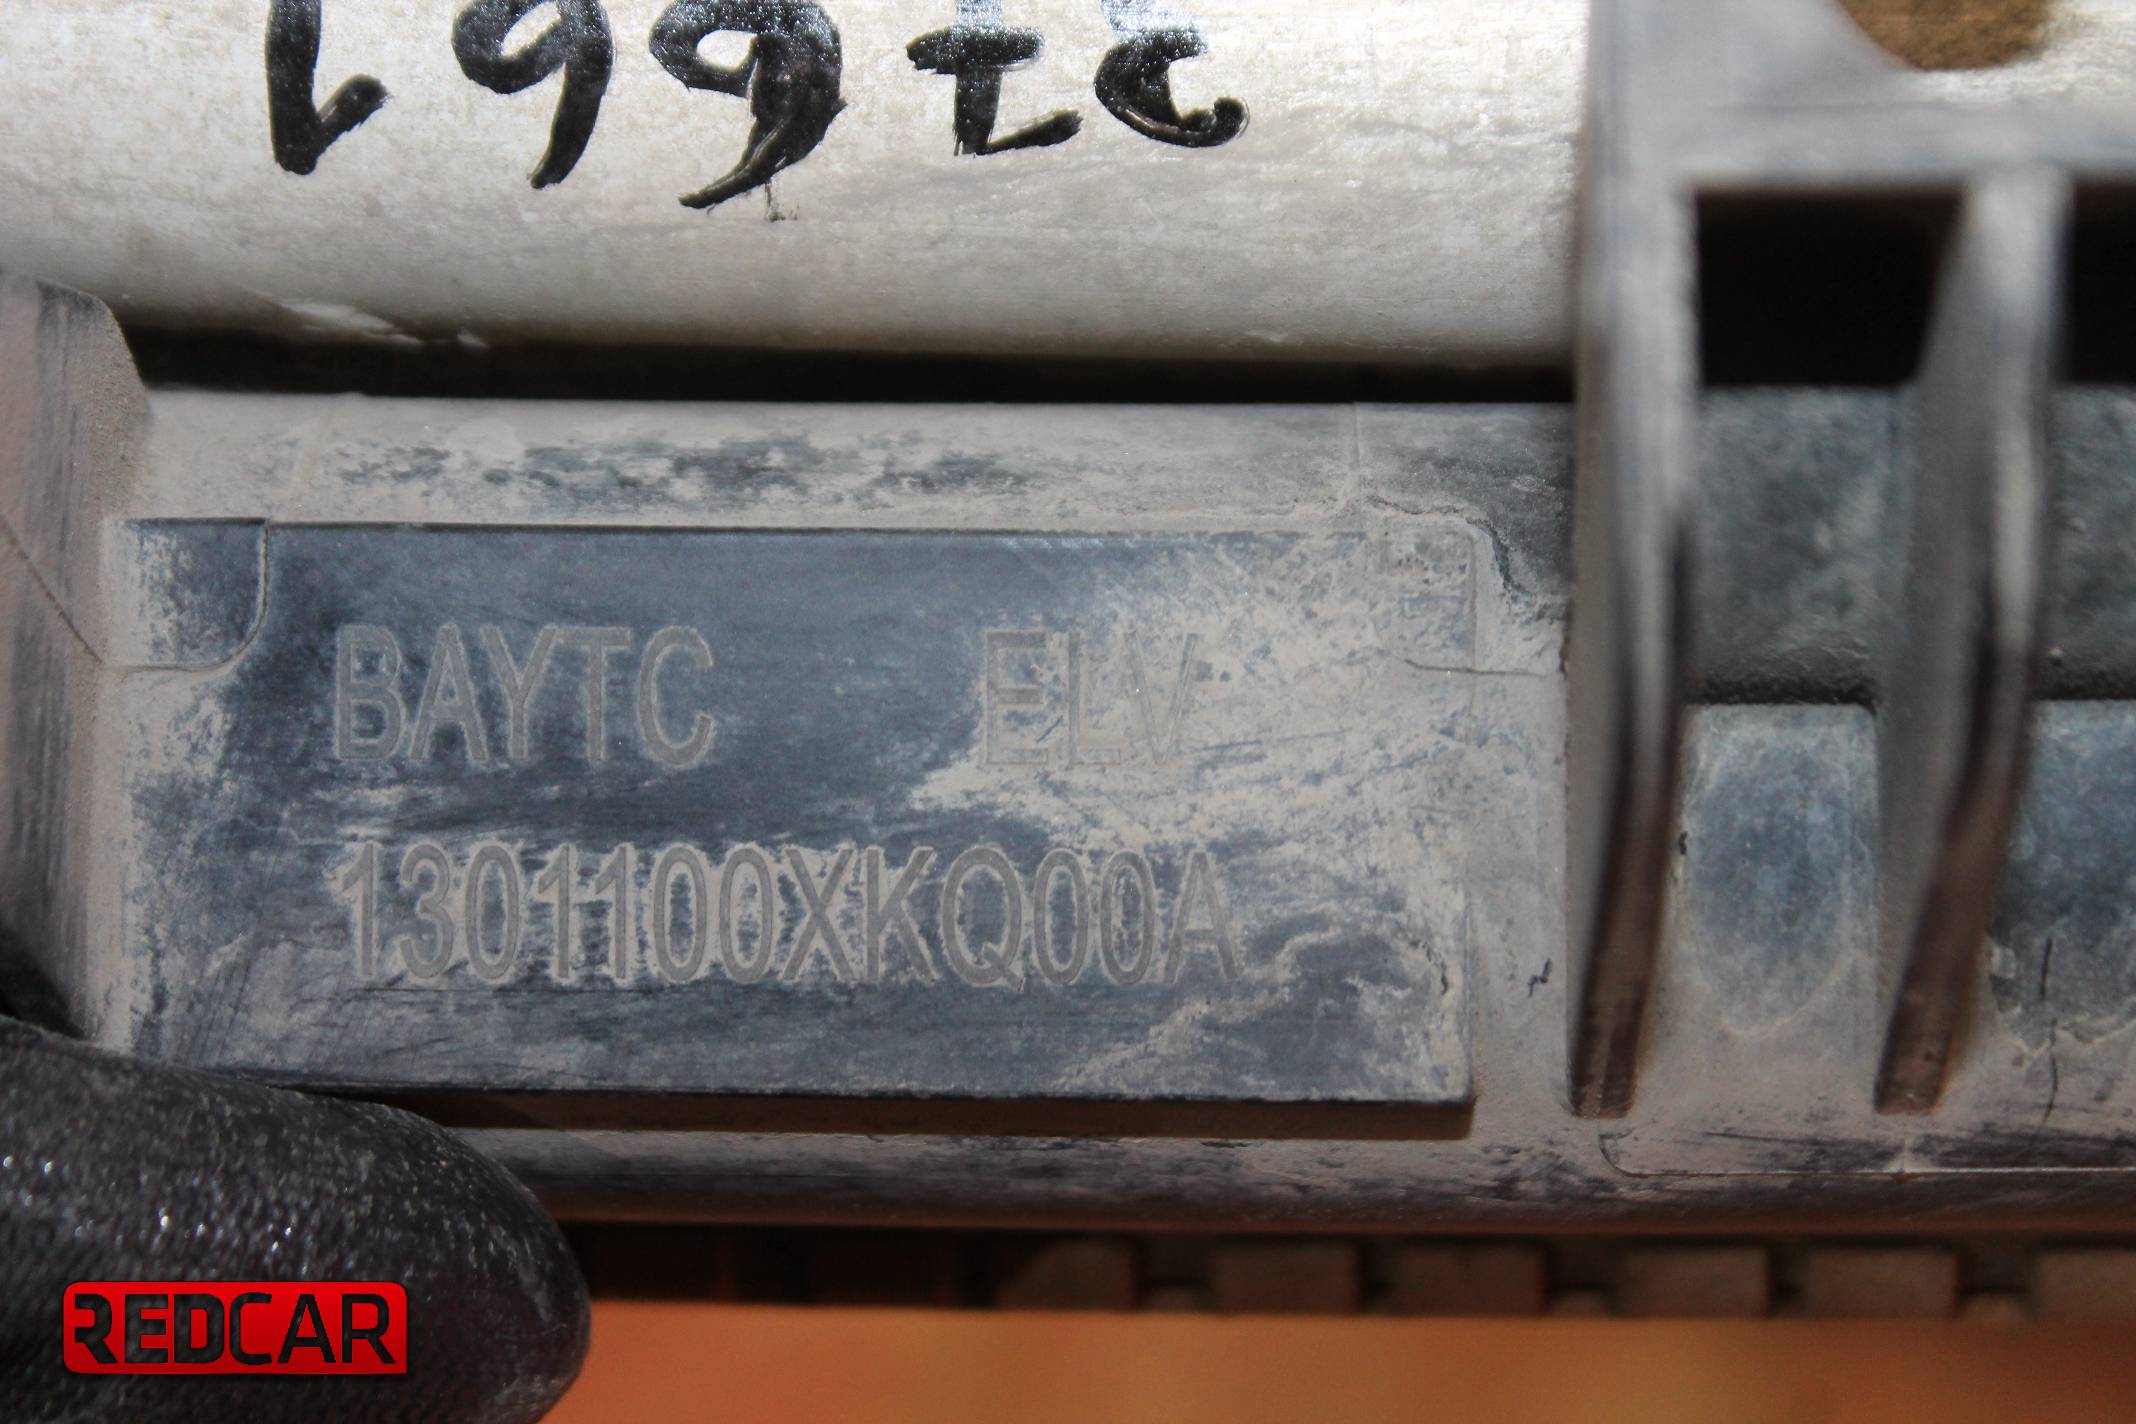 BAYTC ELV
1301100XKQ00A
REDCAR